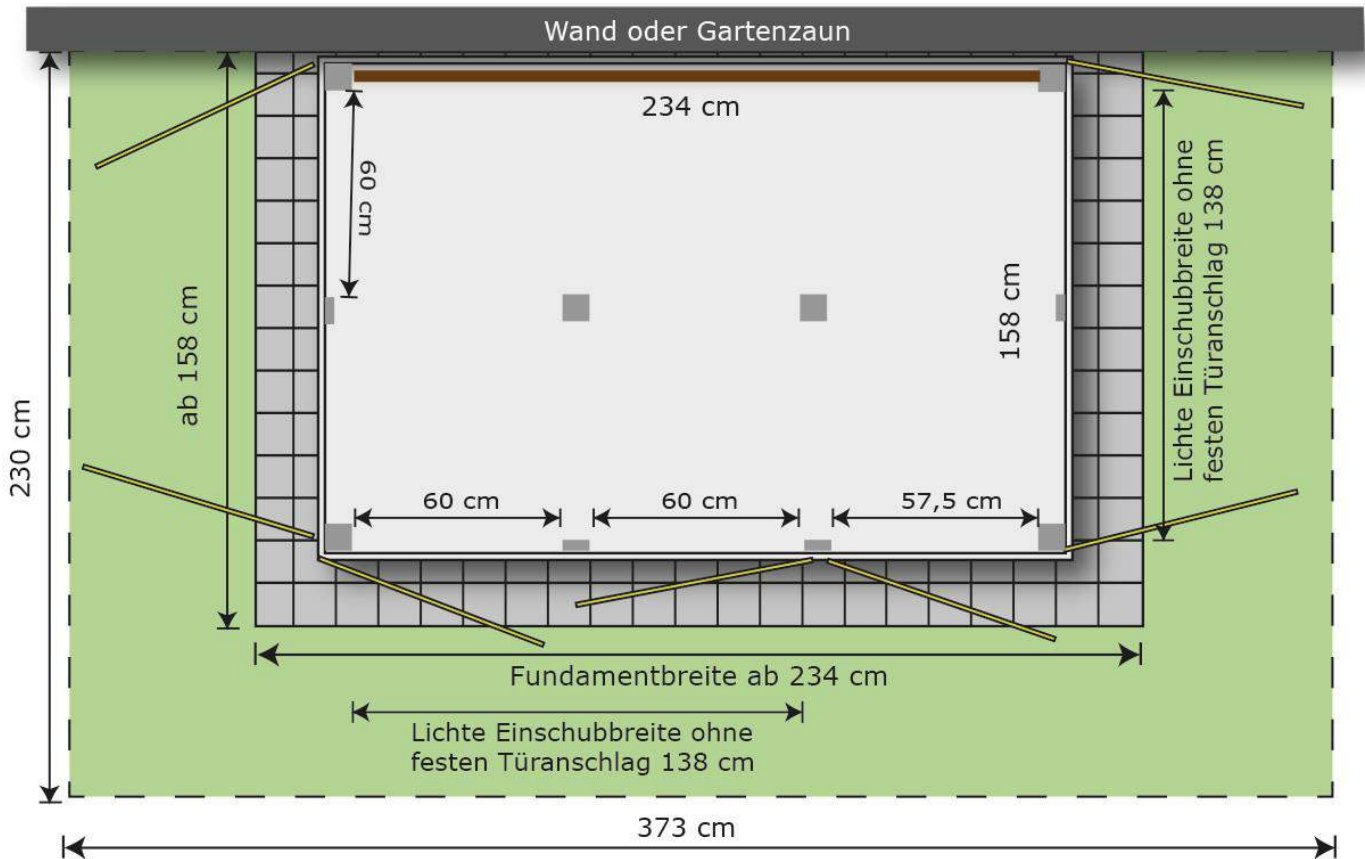 Wand oder Gartenzaun
234 cm
60 cm
158 cm
Lichte Einschubbreite ohne
festen Türanschlag 138 cm
ab 158 cm
230 cm
60 cm
60 cm
57,5 cm
Fundamentbreite ab 234 cm
Lichte Einschubbreite ohne
festen Türanschlag 138 cm
373 cm